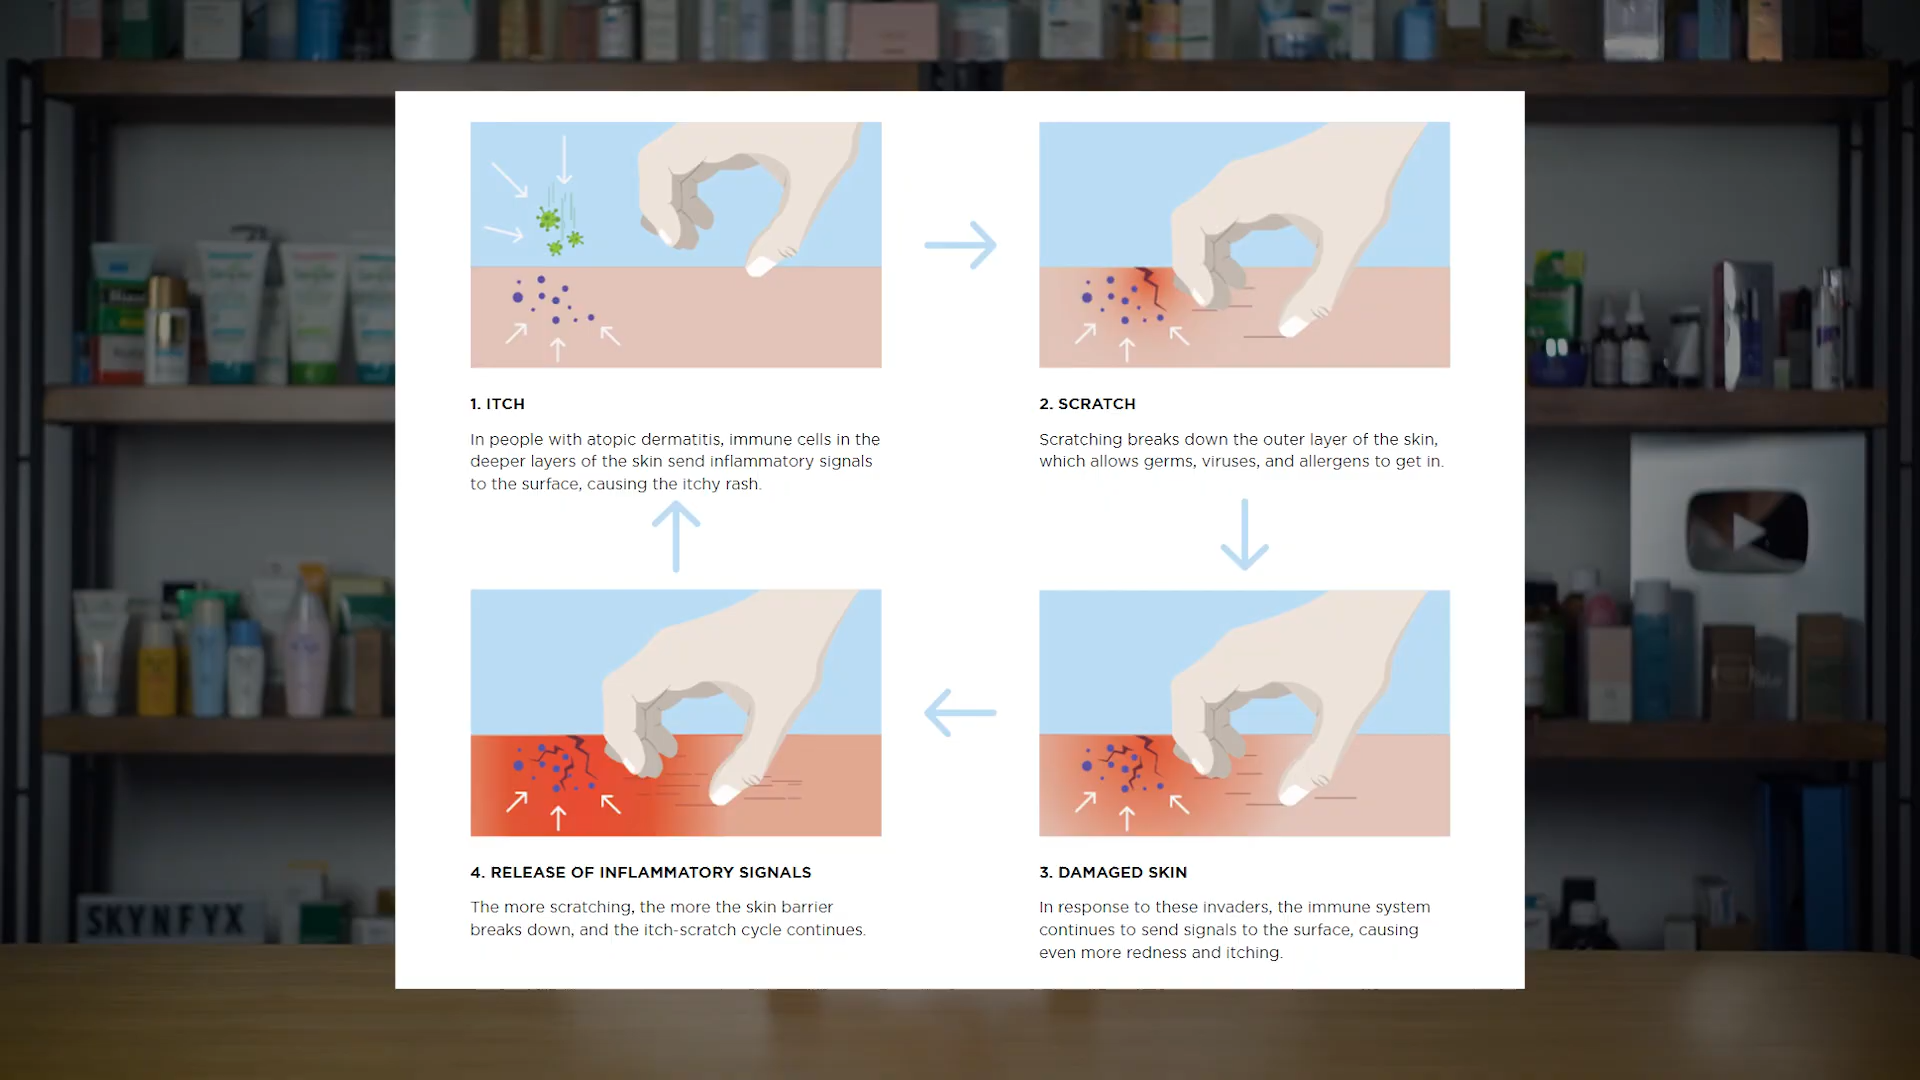 1. ITCH
In people with atopic dermatitis, immune cells in the
deeper layers of the skin send inflammatory signals
to the surface, causing the itchy rash.
2. SCRATCH
Scratching breaks down the outer layer of the skin,
which allows germs, viruses, and allergens to get in.
4. RELEASE OF INFLAMMATORY SIGNALS
The more scratching, the more the skin barrier
breaks down, and the itch-scratch cycle continues.
3. DAMAGED SKIN
In response to these invaders, the immune system
continues to send signals to the surface, causing
even more redness and itching.
SKYNFYX